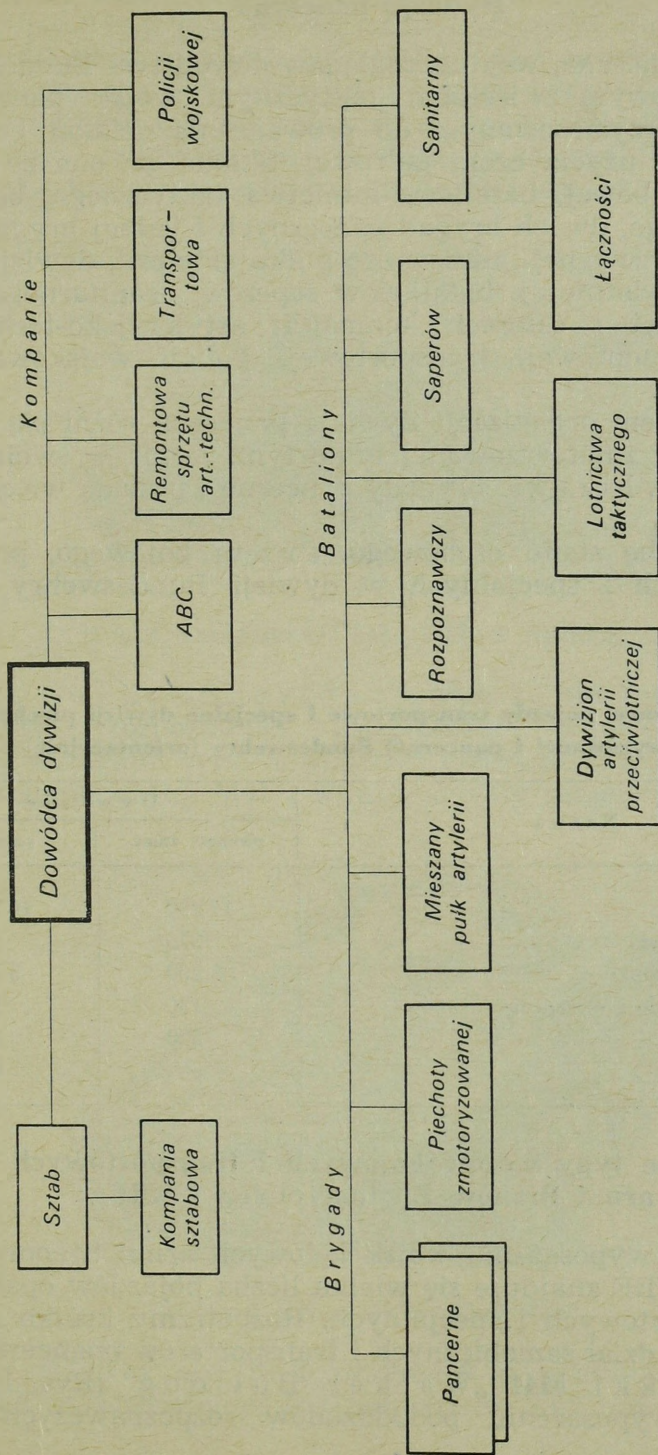 Dowódca dywizji
Sztab
Kompania
sztabowa
Kompanie
ABC
Remontowa
sprzętu
art.-techn.
Transpor-
towa
Policji
wojskowej
Brygady
Bataliony
Pancerne
Piechoty
zmotoryzowanej
Mieszany
pułk artylerii
Rozpoznawczy
Saperów
Sanitarny
Dywizjon
artylerii
przeciwlotniczej
Lotnictwa
taktycznego
Łączności